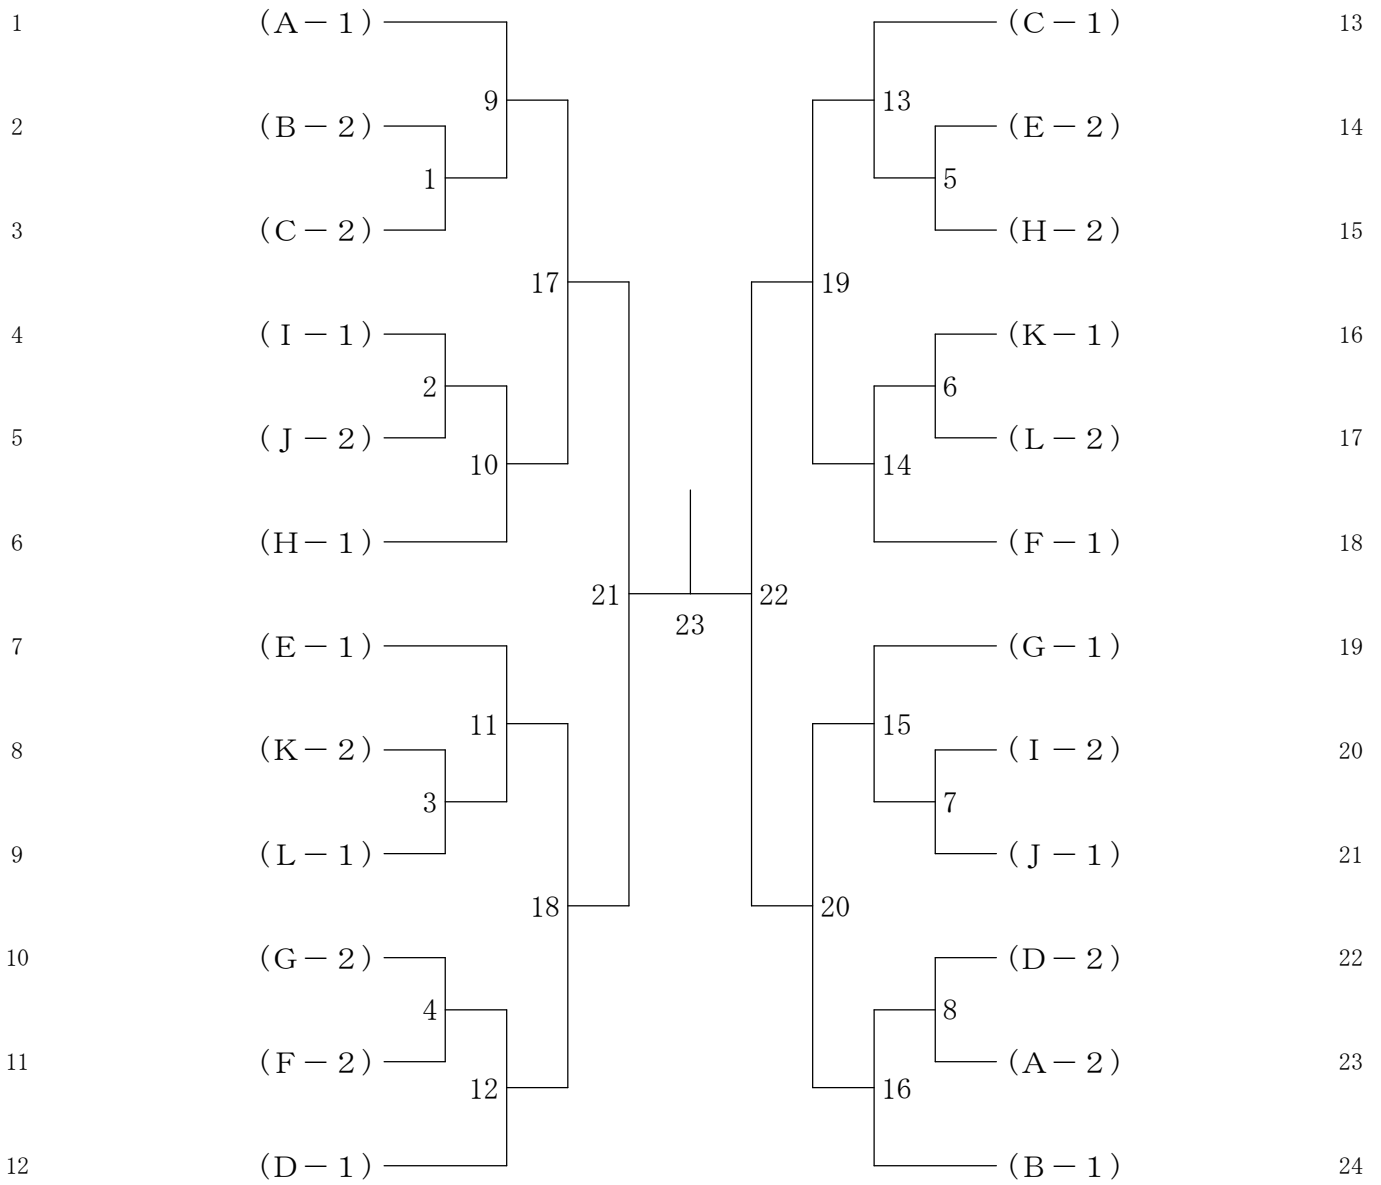 1 （A－1） （C－1） 13
9 13
2 （B－2） （E－2） 14
1 5
3 （C－2） （H－2） 15
17 19
4 （I－1） （K－1） 16
2 6
5 （J－2） （L－2） 17
10 14
6 （H－1） （F－1） 18
21 22
23
7 （E－1） （G－1） 19
11 15
8 （K－2） （I－2） 20
3 7
9 （L－1） （J－1） 21
18 20
10 （G－2） （D－2） 22
4 8
11 （F－2） （A－2） 23
12 16
12 （D－1） （B－1） 24